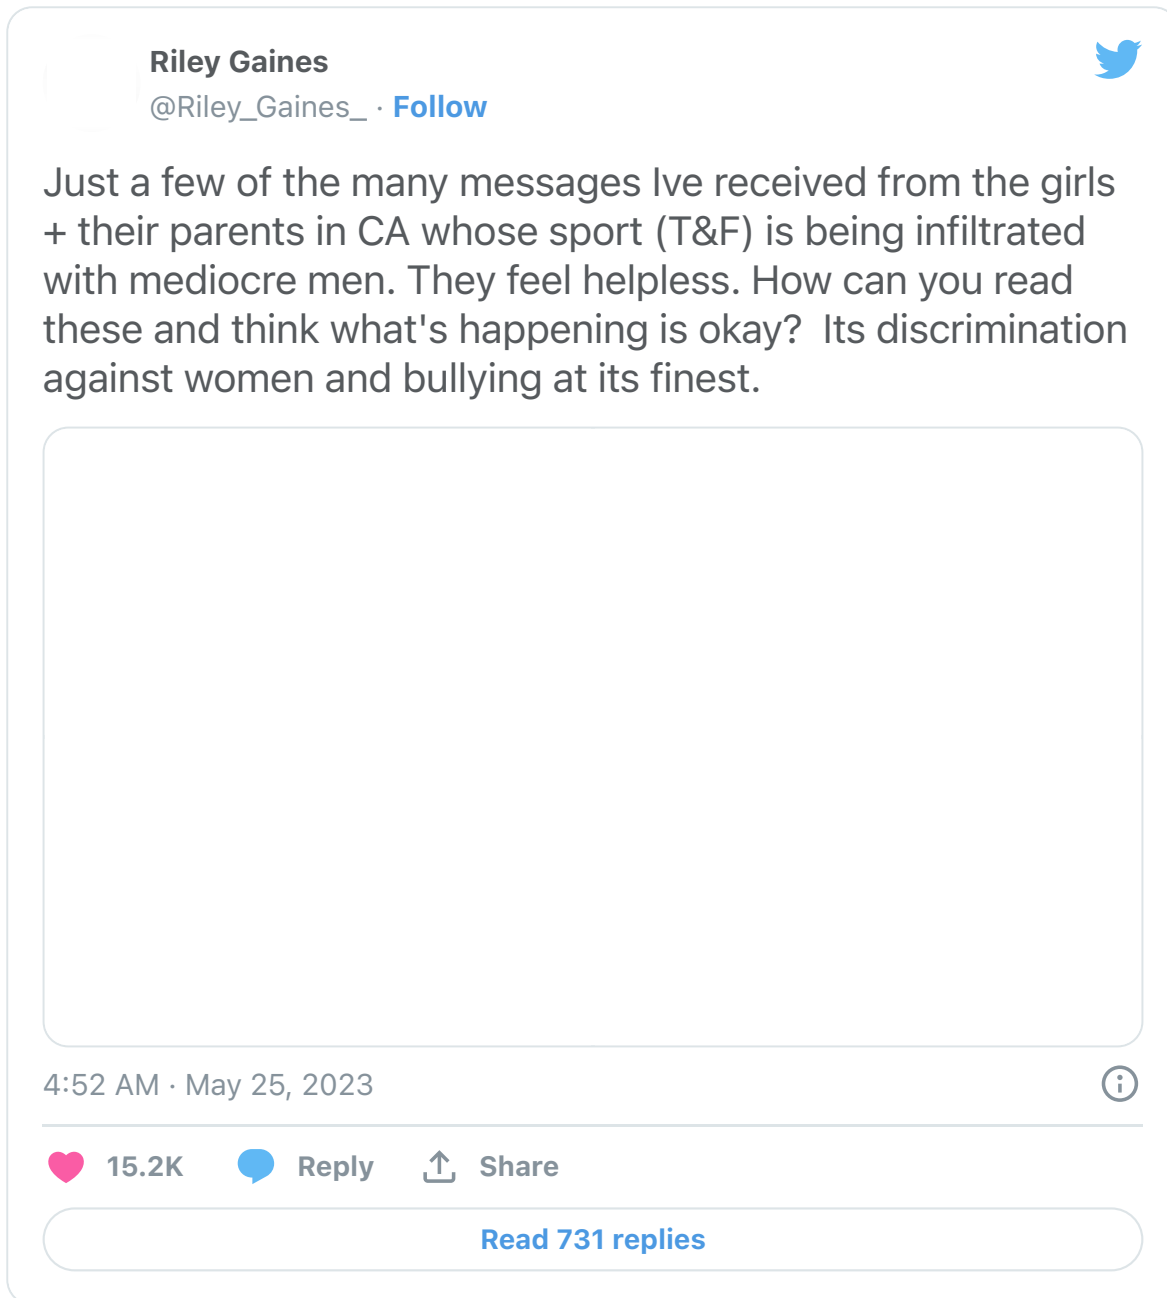 Riley Gaines
@Riley_Gaines_ · Follow
Just a few of the many messages Ive received from the girls
+ their parents in CA whose sport (T&F) is being infiltrated
with mediocre men. They feel helpless. How can you read
these and think what's happening is okay?  Its discrimination
against women and bullying at its finest.
4:52 AM · May 25, 2023
15.2K Reply Share
Read 731 replies